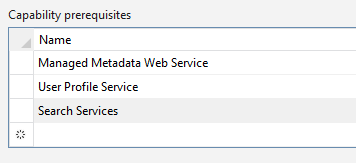 Capability prerequisites
Name
Managed Metadata Web Service
User Profile Service
Search Services